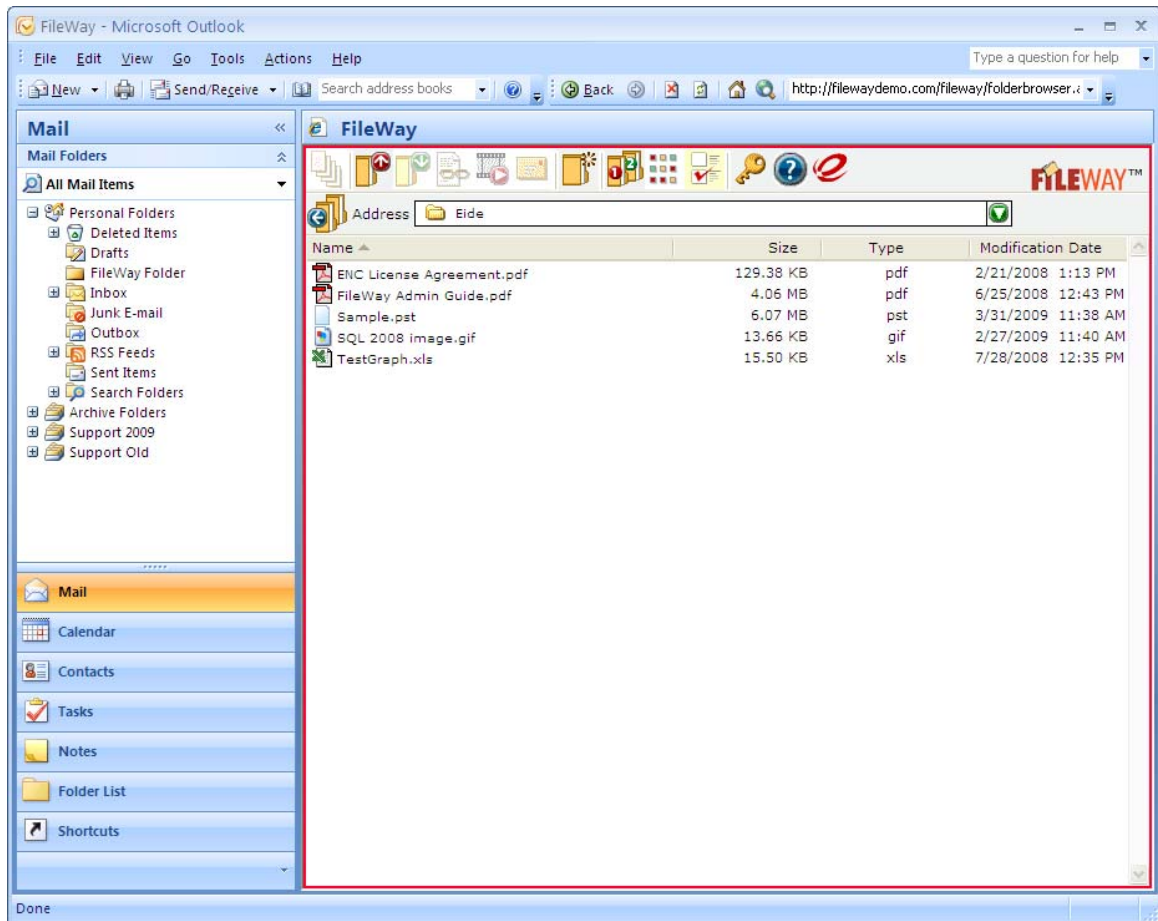 FileWay - Microsoft Outlook
File Edit View Go Tools Actions Help
Type a question for help
New Send/Receive Search address books Back http://filewaydemo.com/fileway/folderbrowser.a
Mail
FileWay
Mail Folders
All Mail Items
Personal Folders
Deleted Items
Drafts
FileWay Folder
Inbox
Junk E-mail
Outbox
RSS Feeds
Sent Items
Search Folders
Archive Folders
Support 2009
Support Old
Mail
Calendar
Contacts
Tasks
Notes
Folder List
Shortcuts
1 2
FILEWAY™
Address Eide
Name Size Type Modification Date
ENC License Agreement.pdf 129.38 KB pdf 2/21/2008 1:13 PM
FileWay Admin Guide.pdf 4.06 MB pdf 6/25/2008 12:43 PM
Sample.pst 6.07 MB pst 3/31/2009 11:38 AM
SQL 2008 image.gif 13.66 KB gif 2/27/2009 11:40 AM
TestGraph.xls 15.50 KB xls 7/28/2008 12:35 PM
Done